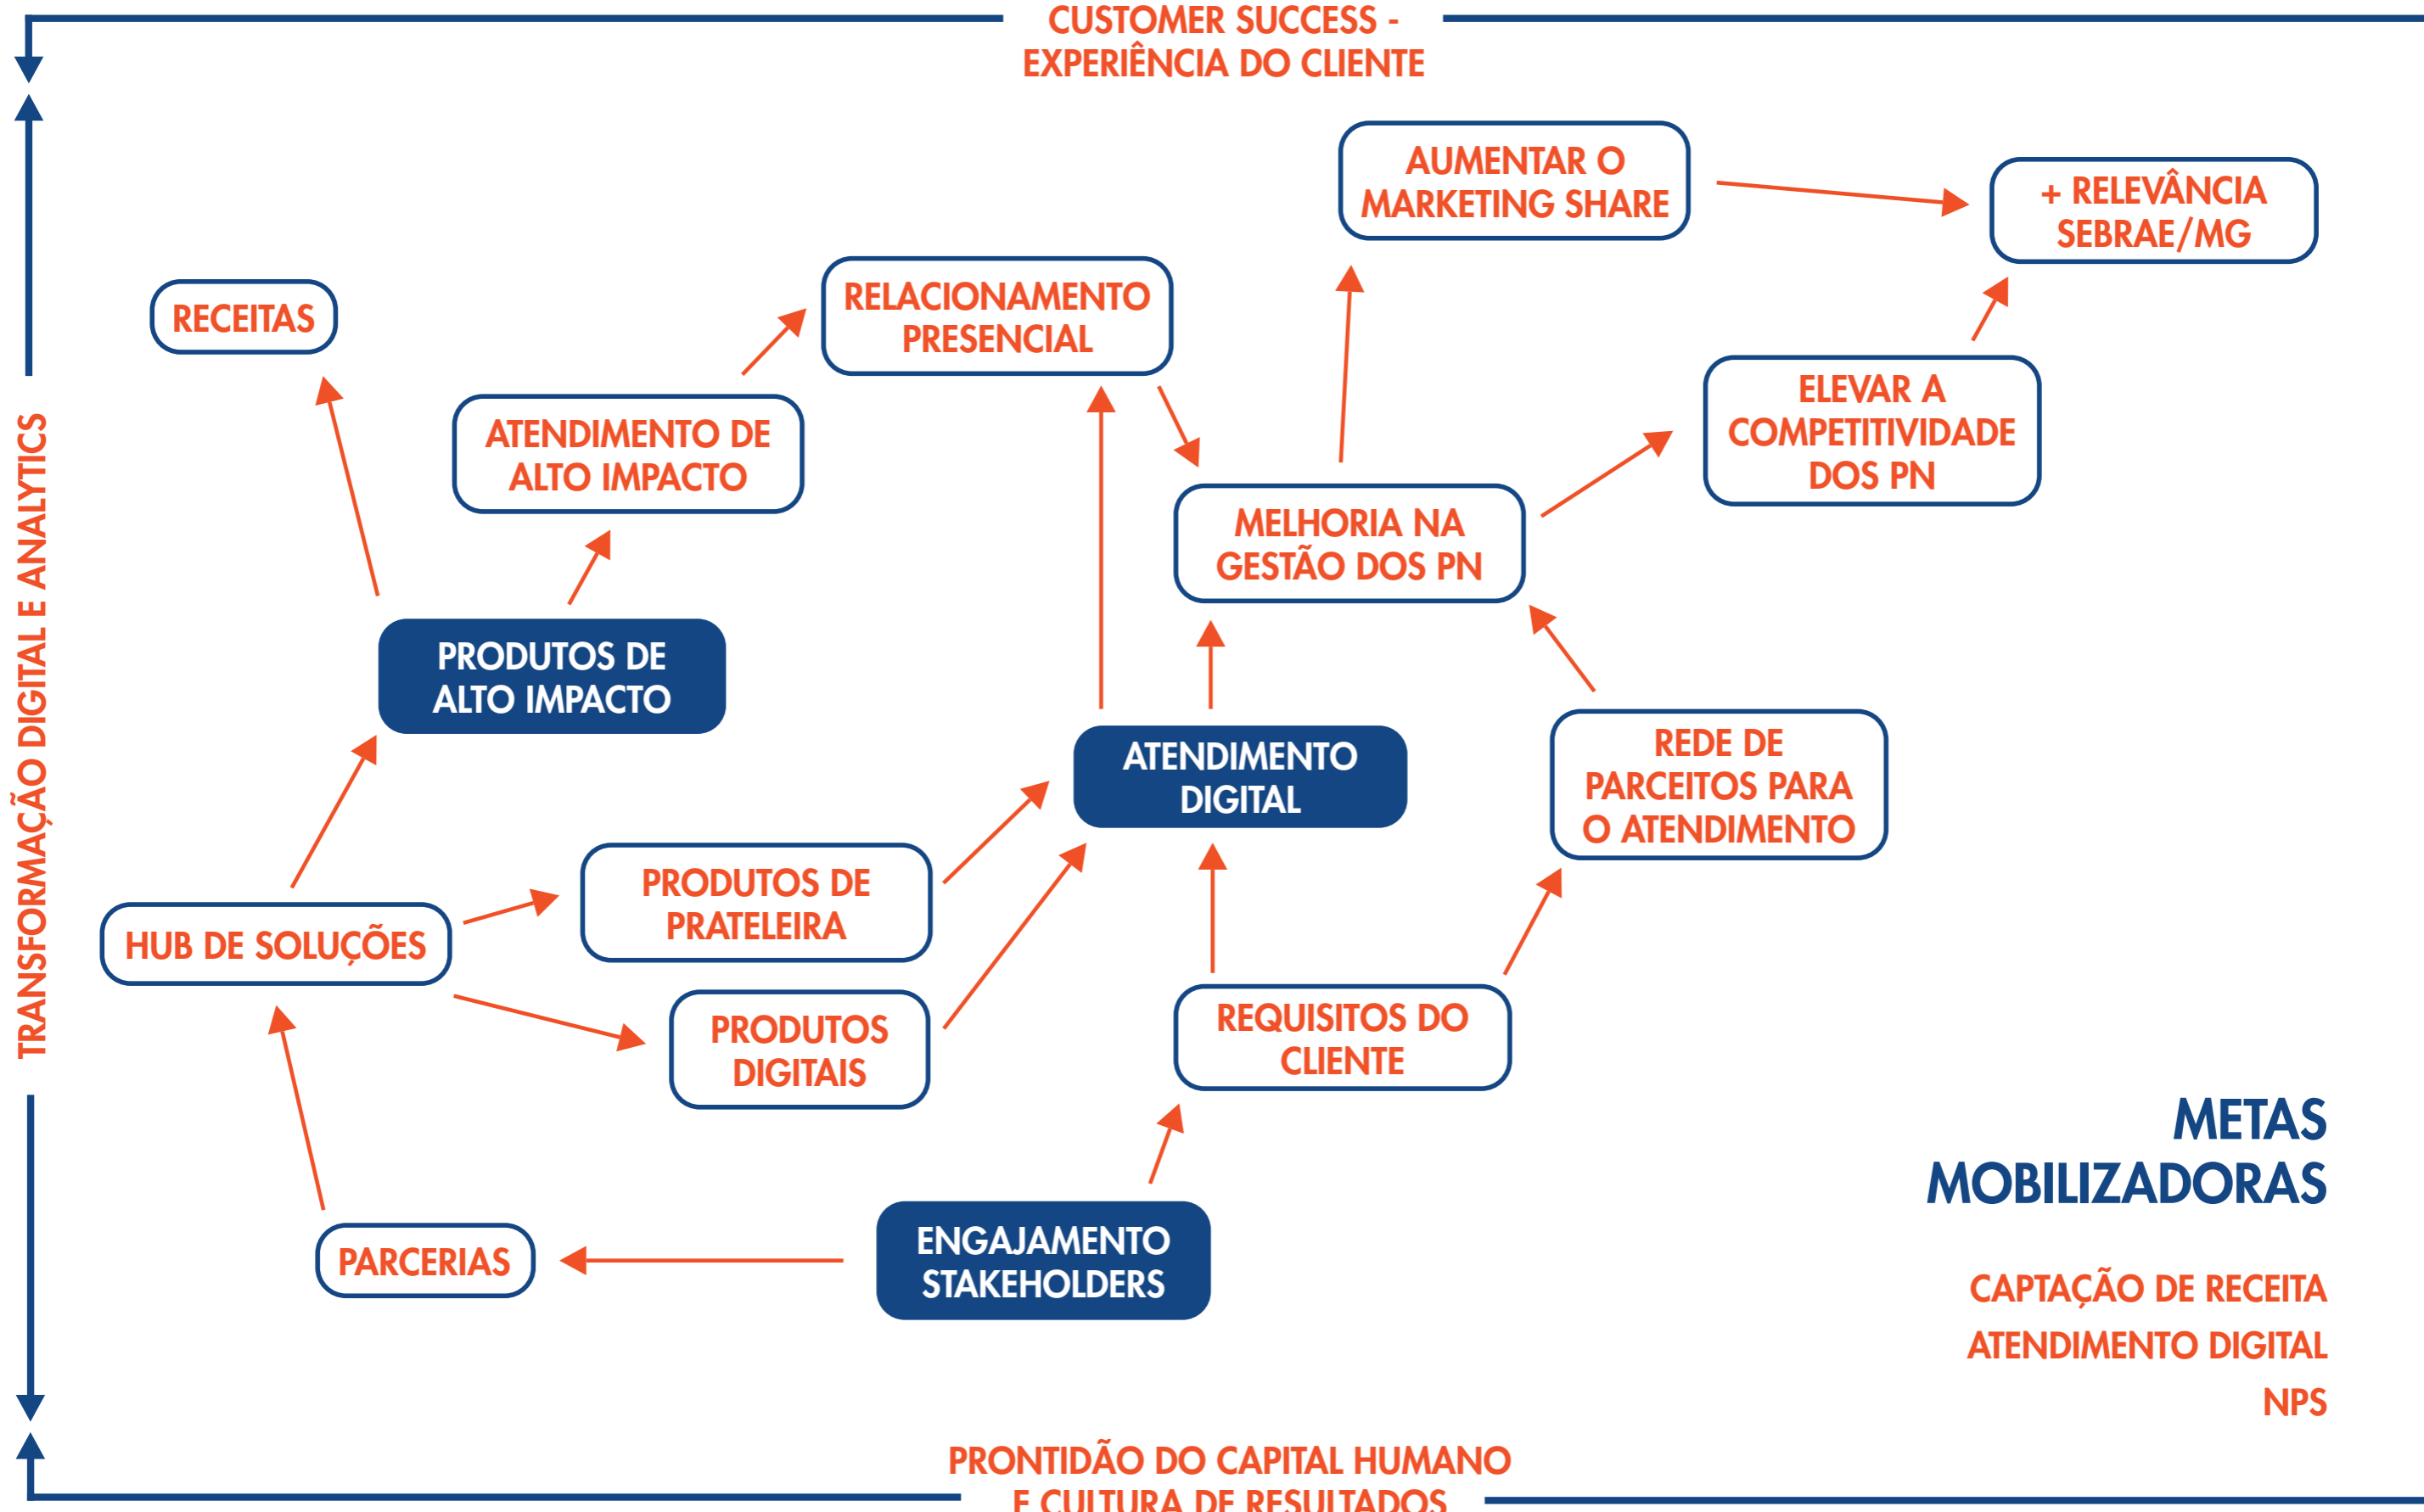 CUSTOMER SUCCESS -
EXPERIÊNCIA DO CLIENTE
TRANSFORMAÇÃO DIGITAL E ANALYTICS
AUMENTAR O
MARKETING SHARE
+ RELEVÂNCIA
SEBRAE/MG
RECEITAS
RELACIONAMENTO
PRESENCIAL
ATENDIMENTO DE
ALTO IMPACTO
ELEVAR A
COMPETITIVIDADE
DOS PN
MELHORIA NA
GESTÃO DOS PN
PRODUTOS DE
ALTO IMPACTO
ATENDIMENTO
DIGITAL
REDE DE
PARCEITOS PARA
O ATENDIMENTO
PRODUTOS DE
PRATELEIRA
HUB DE SOLUÇÕES
PRODUTOS
DIGITAIS
REQUISITOS DO
CLIENTE
ENGAJAMENTO
STAKEHOLDERS
PARCERIAS
METAS
MOBILIZADORAS
CAPTAÇÃO DE RECEITA
ATENDIMENTO DIGITAL
NPS
PRONTIDÃO DO CAPITAL HUMANO
E CULTURA DE RESULTADOS